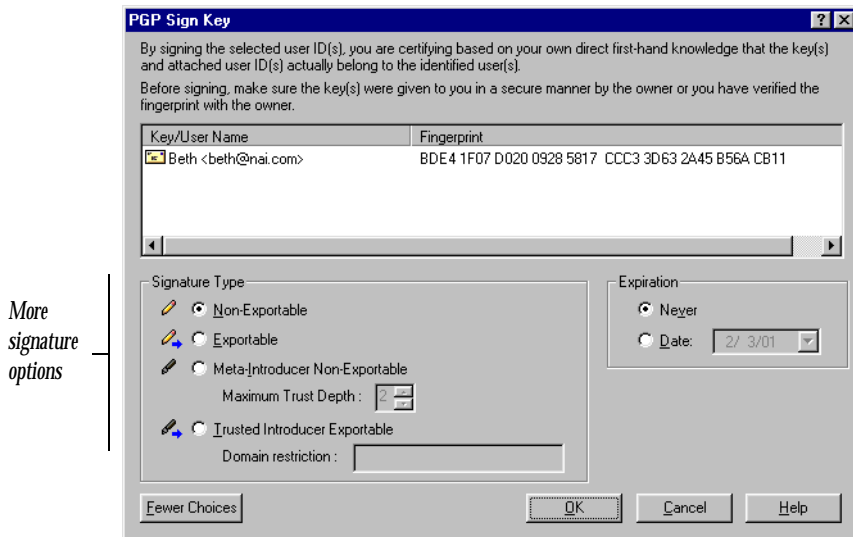 PGP Sign Key
By signing the selected user ID(s), you are certifying based on your own direct first-hand knowledge that the key(s)
and attached user ID(s) actually belong to the identified user(s).
Before signing, make sure the key(s) were given to you in a secure manner by the owner or you have verified the
fingerprint with the owner.
Key/User Name Fingerprint
Beth <beth@nai.com> BDE4 1F07 D020 0928 5817 CCC3 3D63 2A45 B56A CB11
More
signature
options
Signature Type
Non-Exportable
Exportable
Meta-Introducer Non-Exportable
Maximum Trust Depth : 2
Trusted Introducer Exportable
Domain restriction :
Expiration
Never
Date: 2/ 3/01
Fewer Choices OK Cancel Help